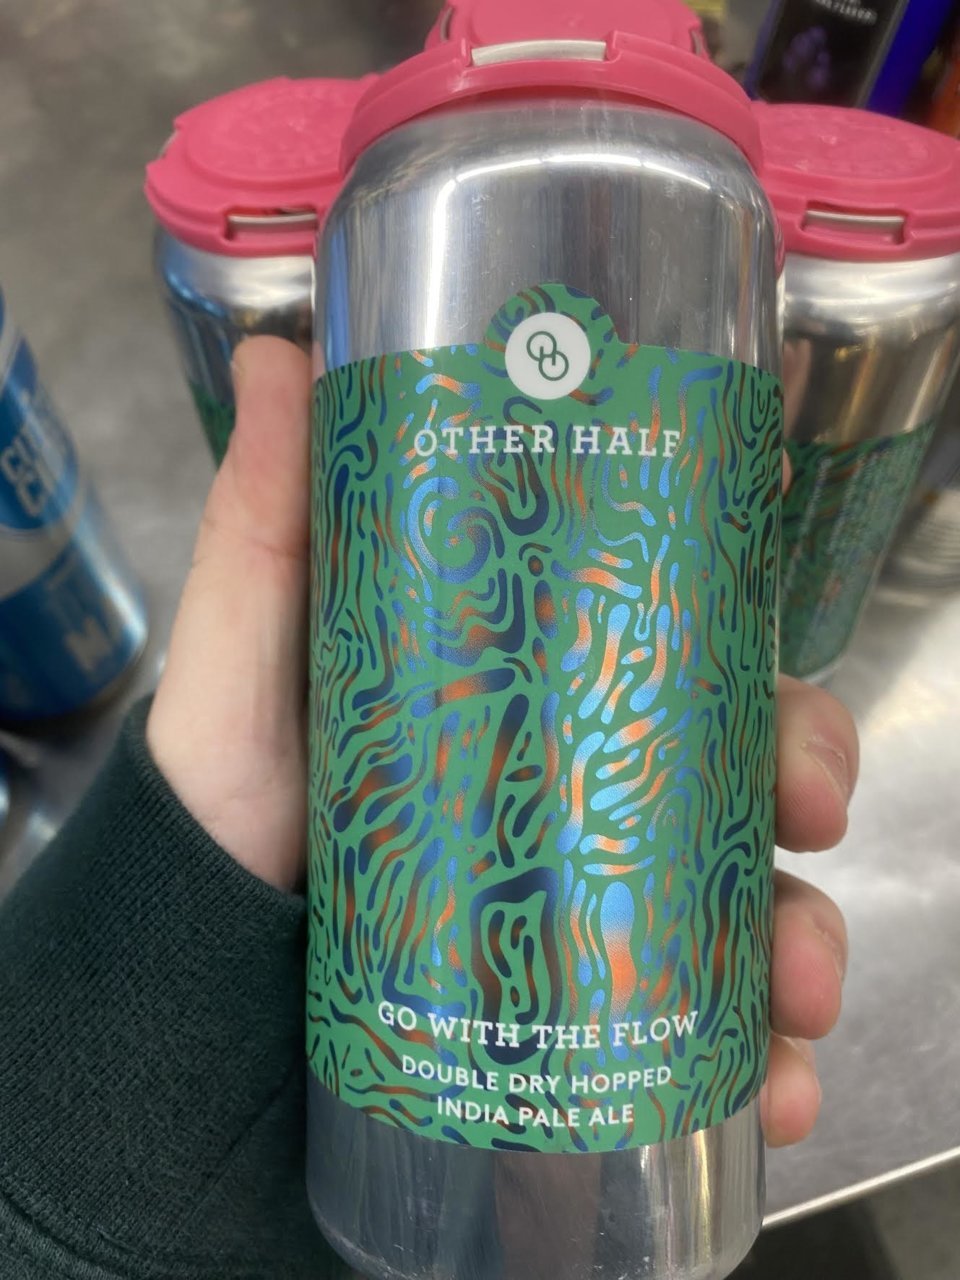 OTHER HALF
GO WITH THE FLOW
DOUBLE DRY HOPPED
INDIA PALE ALE